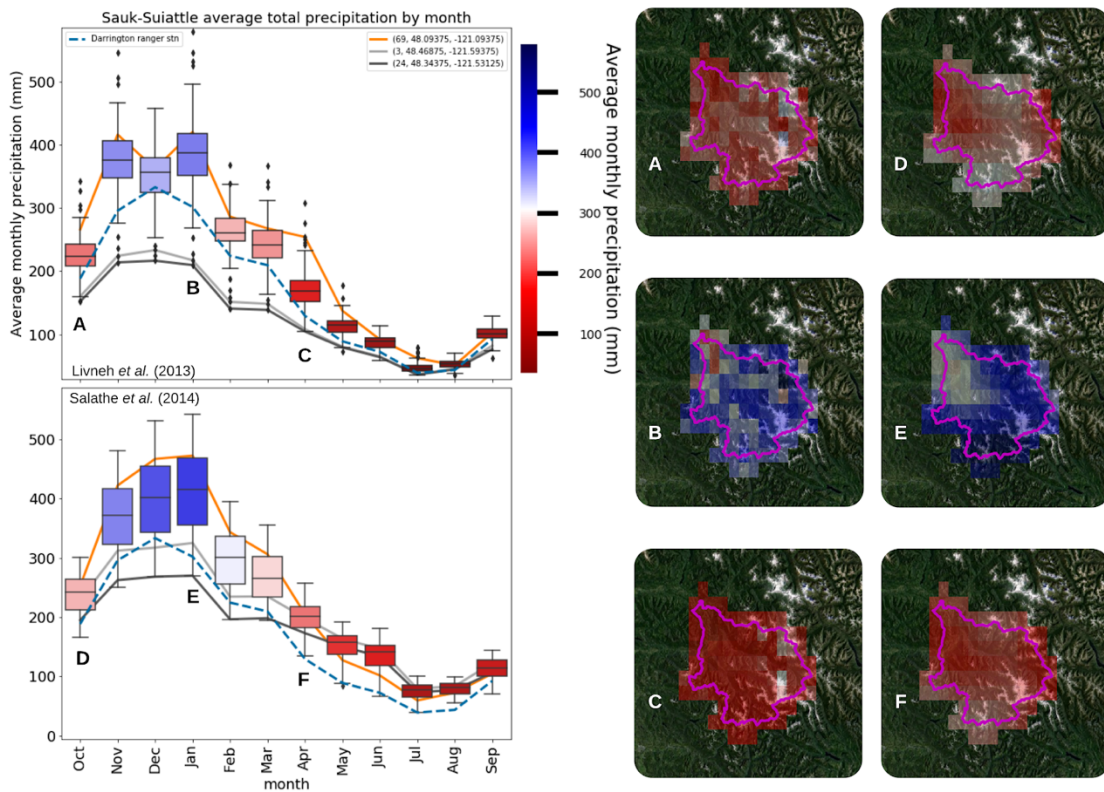 Sauk-Suiattle average total precipitation by month
Darrington ranger stn
(69, 48.09375, -121.09375)
(3, 48.46875, -121.59375)
(24, 48.34375, -121.53125)
Average monthly precipitation (mm)
500
400
300
200
100
A
B
C
Livneh et al. (2013)
500
400
300
200
100
Average monthly precipitation (mm)
Salathe et al. (2014)
500
400
300
200
100
0
D
E
F
Oct
Nov
Dec
Jan
Feb
Mar
Apr
May
Jun
Jul
Aug
Sep
month
A
D
B
E
C
F